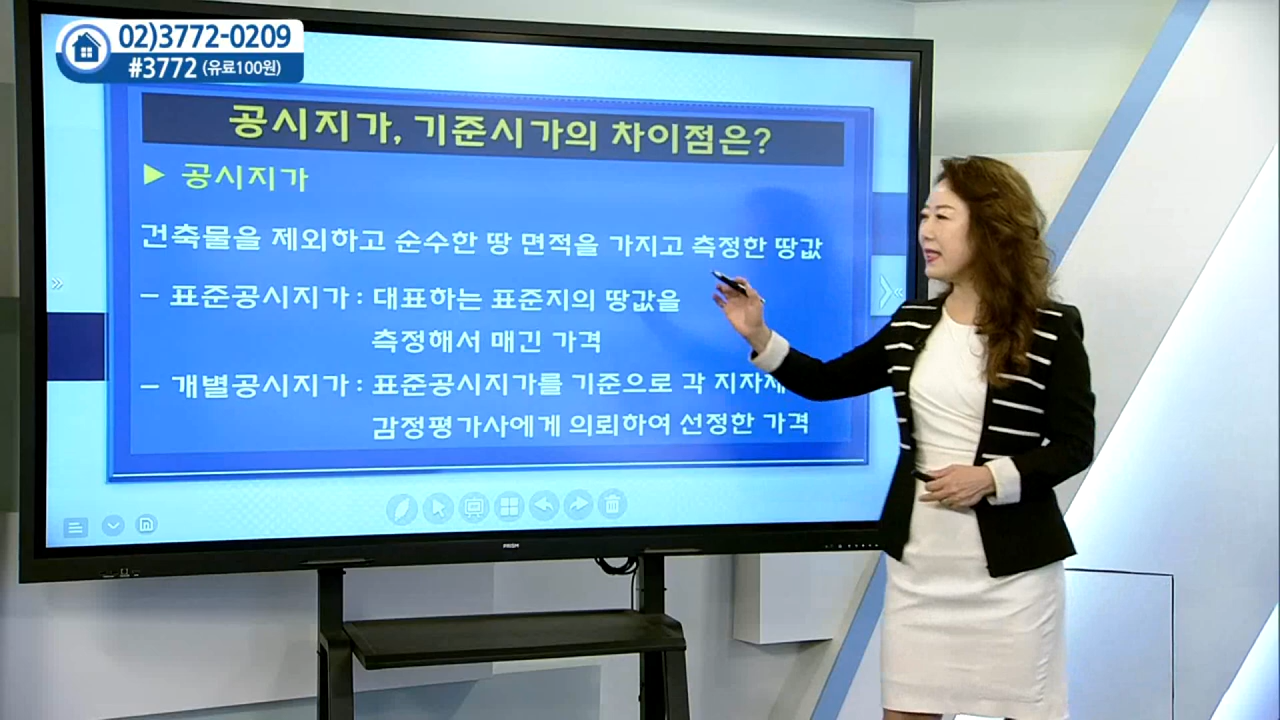 02)3772-0209
#3772 (유료100원)
공시지가, 기준시가의 차이점은?
▶ 공시지가
건축물을 제외하고 순수한 땅 면적을 가지고 측정한 땅값
- 표준공시지가 : 대표하는 표준지의 땅값을
측정해서 매긴 가격
- 개별공시지가 : 표준공시지가를 기준으로 각
감정평가사에게 의뢰하여 선정한 가격
PRISM